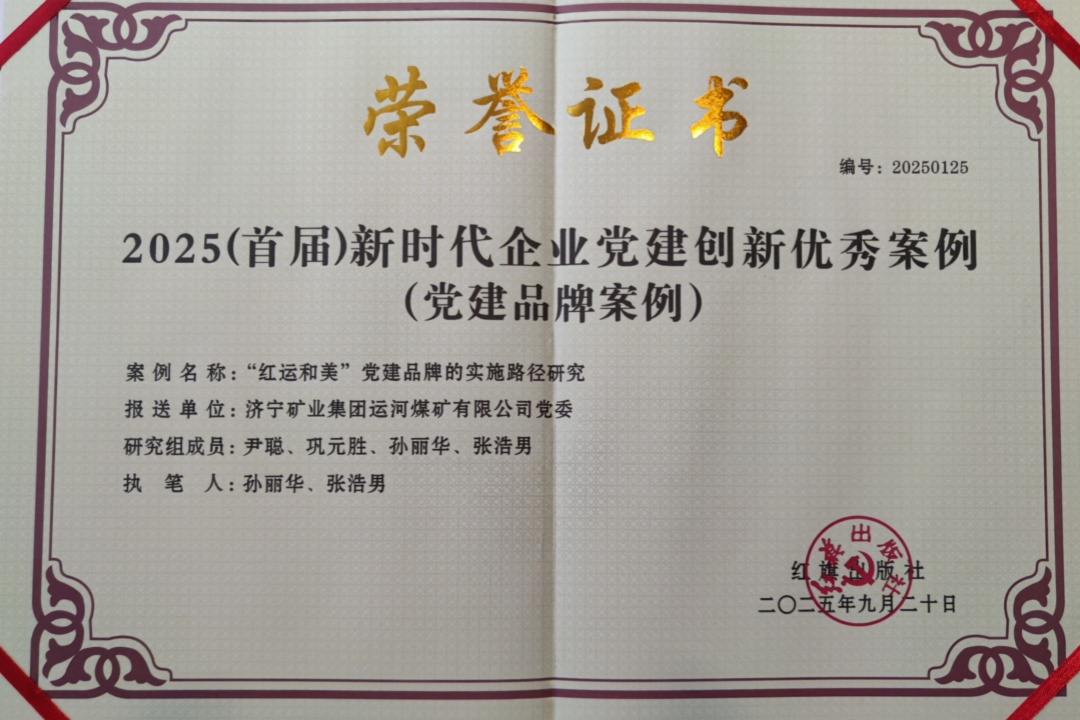 荣誉证书
编号：20250125
2025(首届)新时代企业党建创新优秀案例
(党建品牌案例)
案例名称：“红运和美”党建品牌的实施路径研究
报送单位：济宁矿业集团运河煤矿有限公司党委
研究组成员：尹聪、巩元胜、孙丽华、张浩男
执笔人：孙丽华、张浩男
红旗出版社
红旗出版社
二〇二五年九月二十日